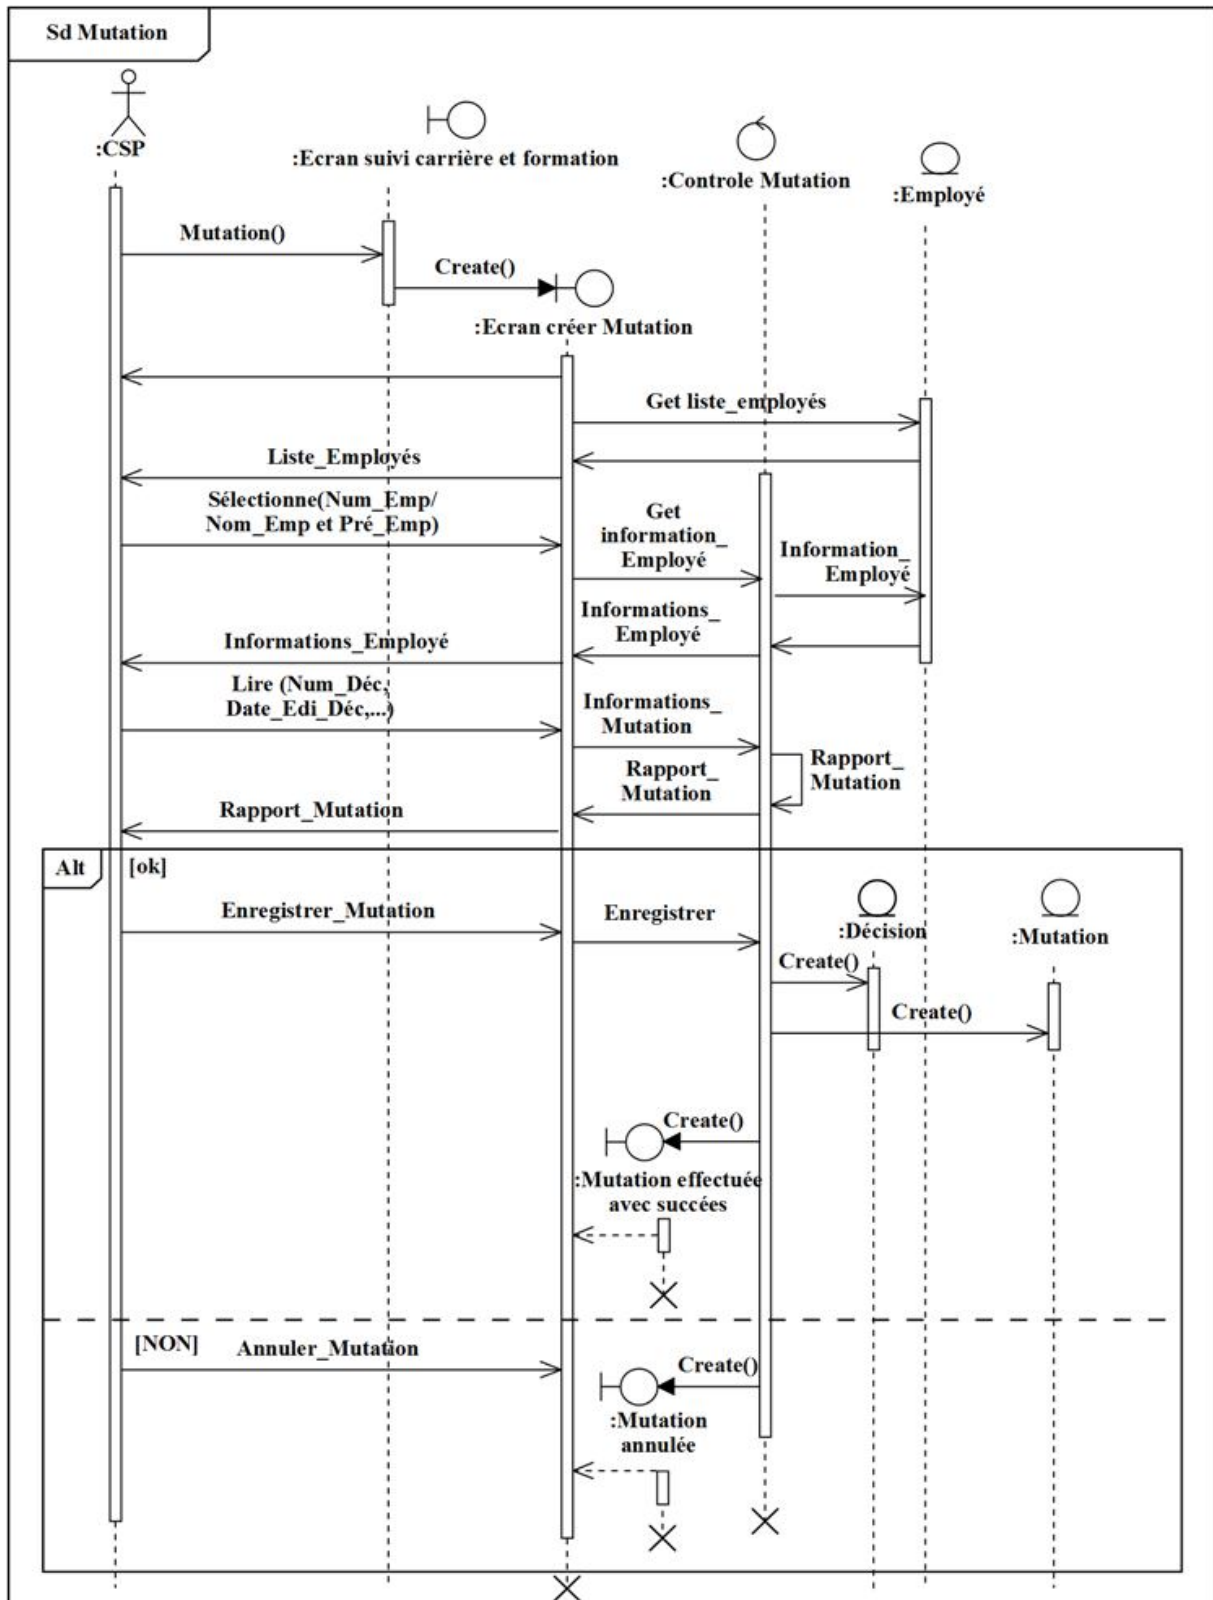 Sd Mutation
:CSP
:Ecran suivi carrière et formation
:Controle Mutation
:Employé
Mutation()
Create()
:Ecran créer Mutation
Get liste_employés
Liste_Employés
Sélectionne(Num_Emp/
Nom_Emp et Pré_Emp)
Get
information_
Employé
Information_
Employé
Informations_
Employé
Informations_Employé
Lire (Num_Déc,
Date_Edi_Déc,...)
Informations_
Mutation
Rapport_
Mutation
Rapport_
Mutation
Rapport_Mutation
Alt
[ok]
Enregistrer_Mutation
Enregistrer
:Décision
:Mutation
Create()
Create()
Create()
:Mutation effectuée
avec succées
[NON]
Annuler_Mutation
Create()
:Mutation
annulée